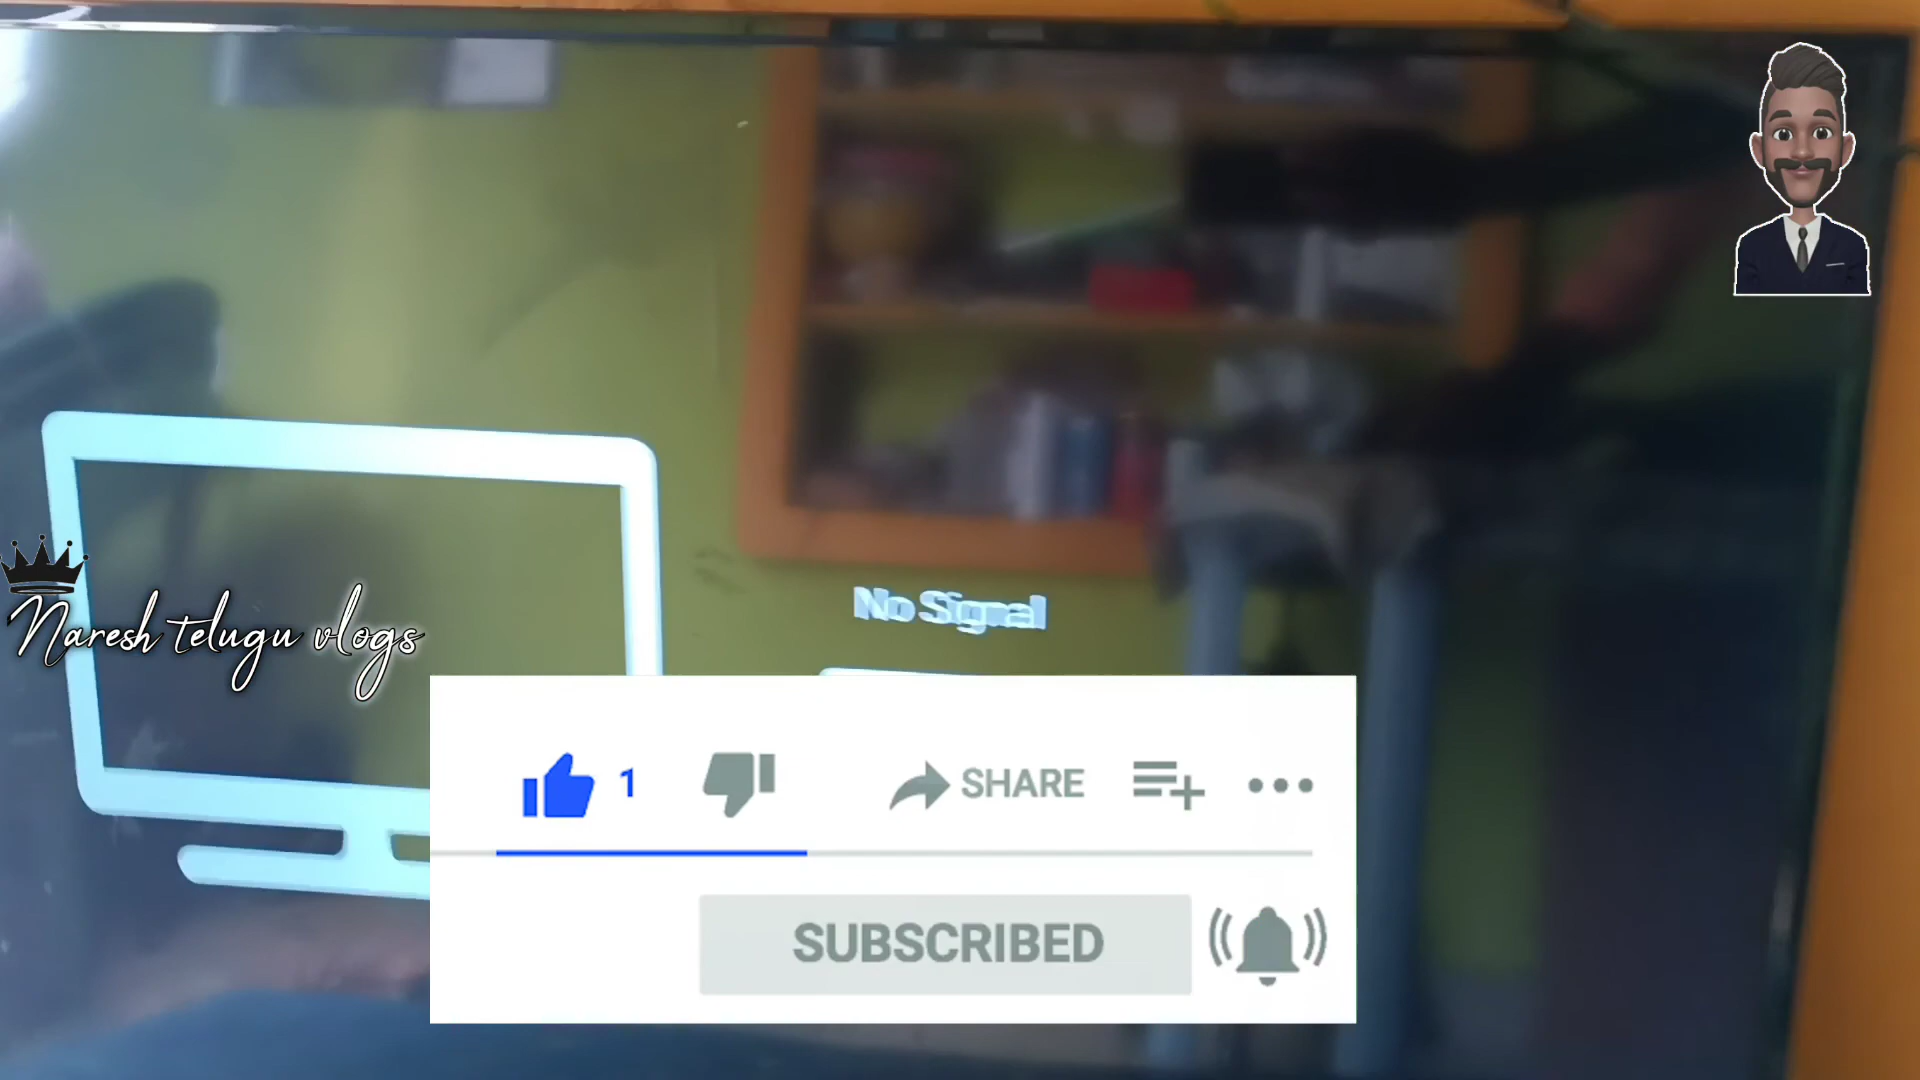 No Signal
Naresh telugu vlogs
1
SHARE
SUBSCRIBED